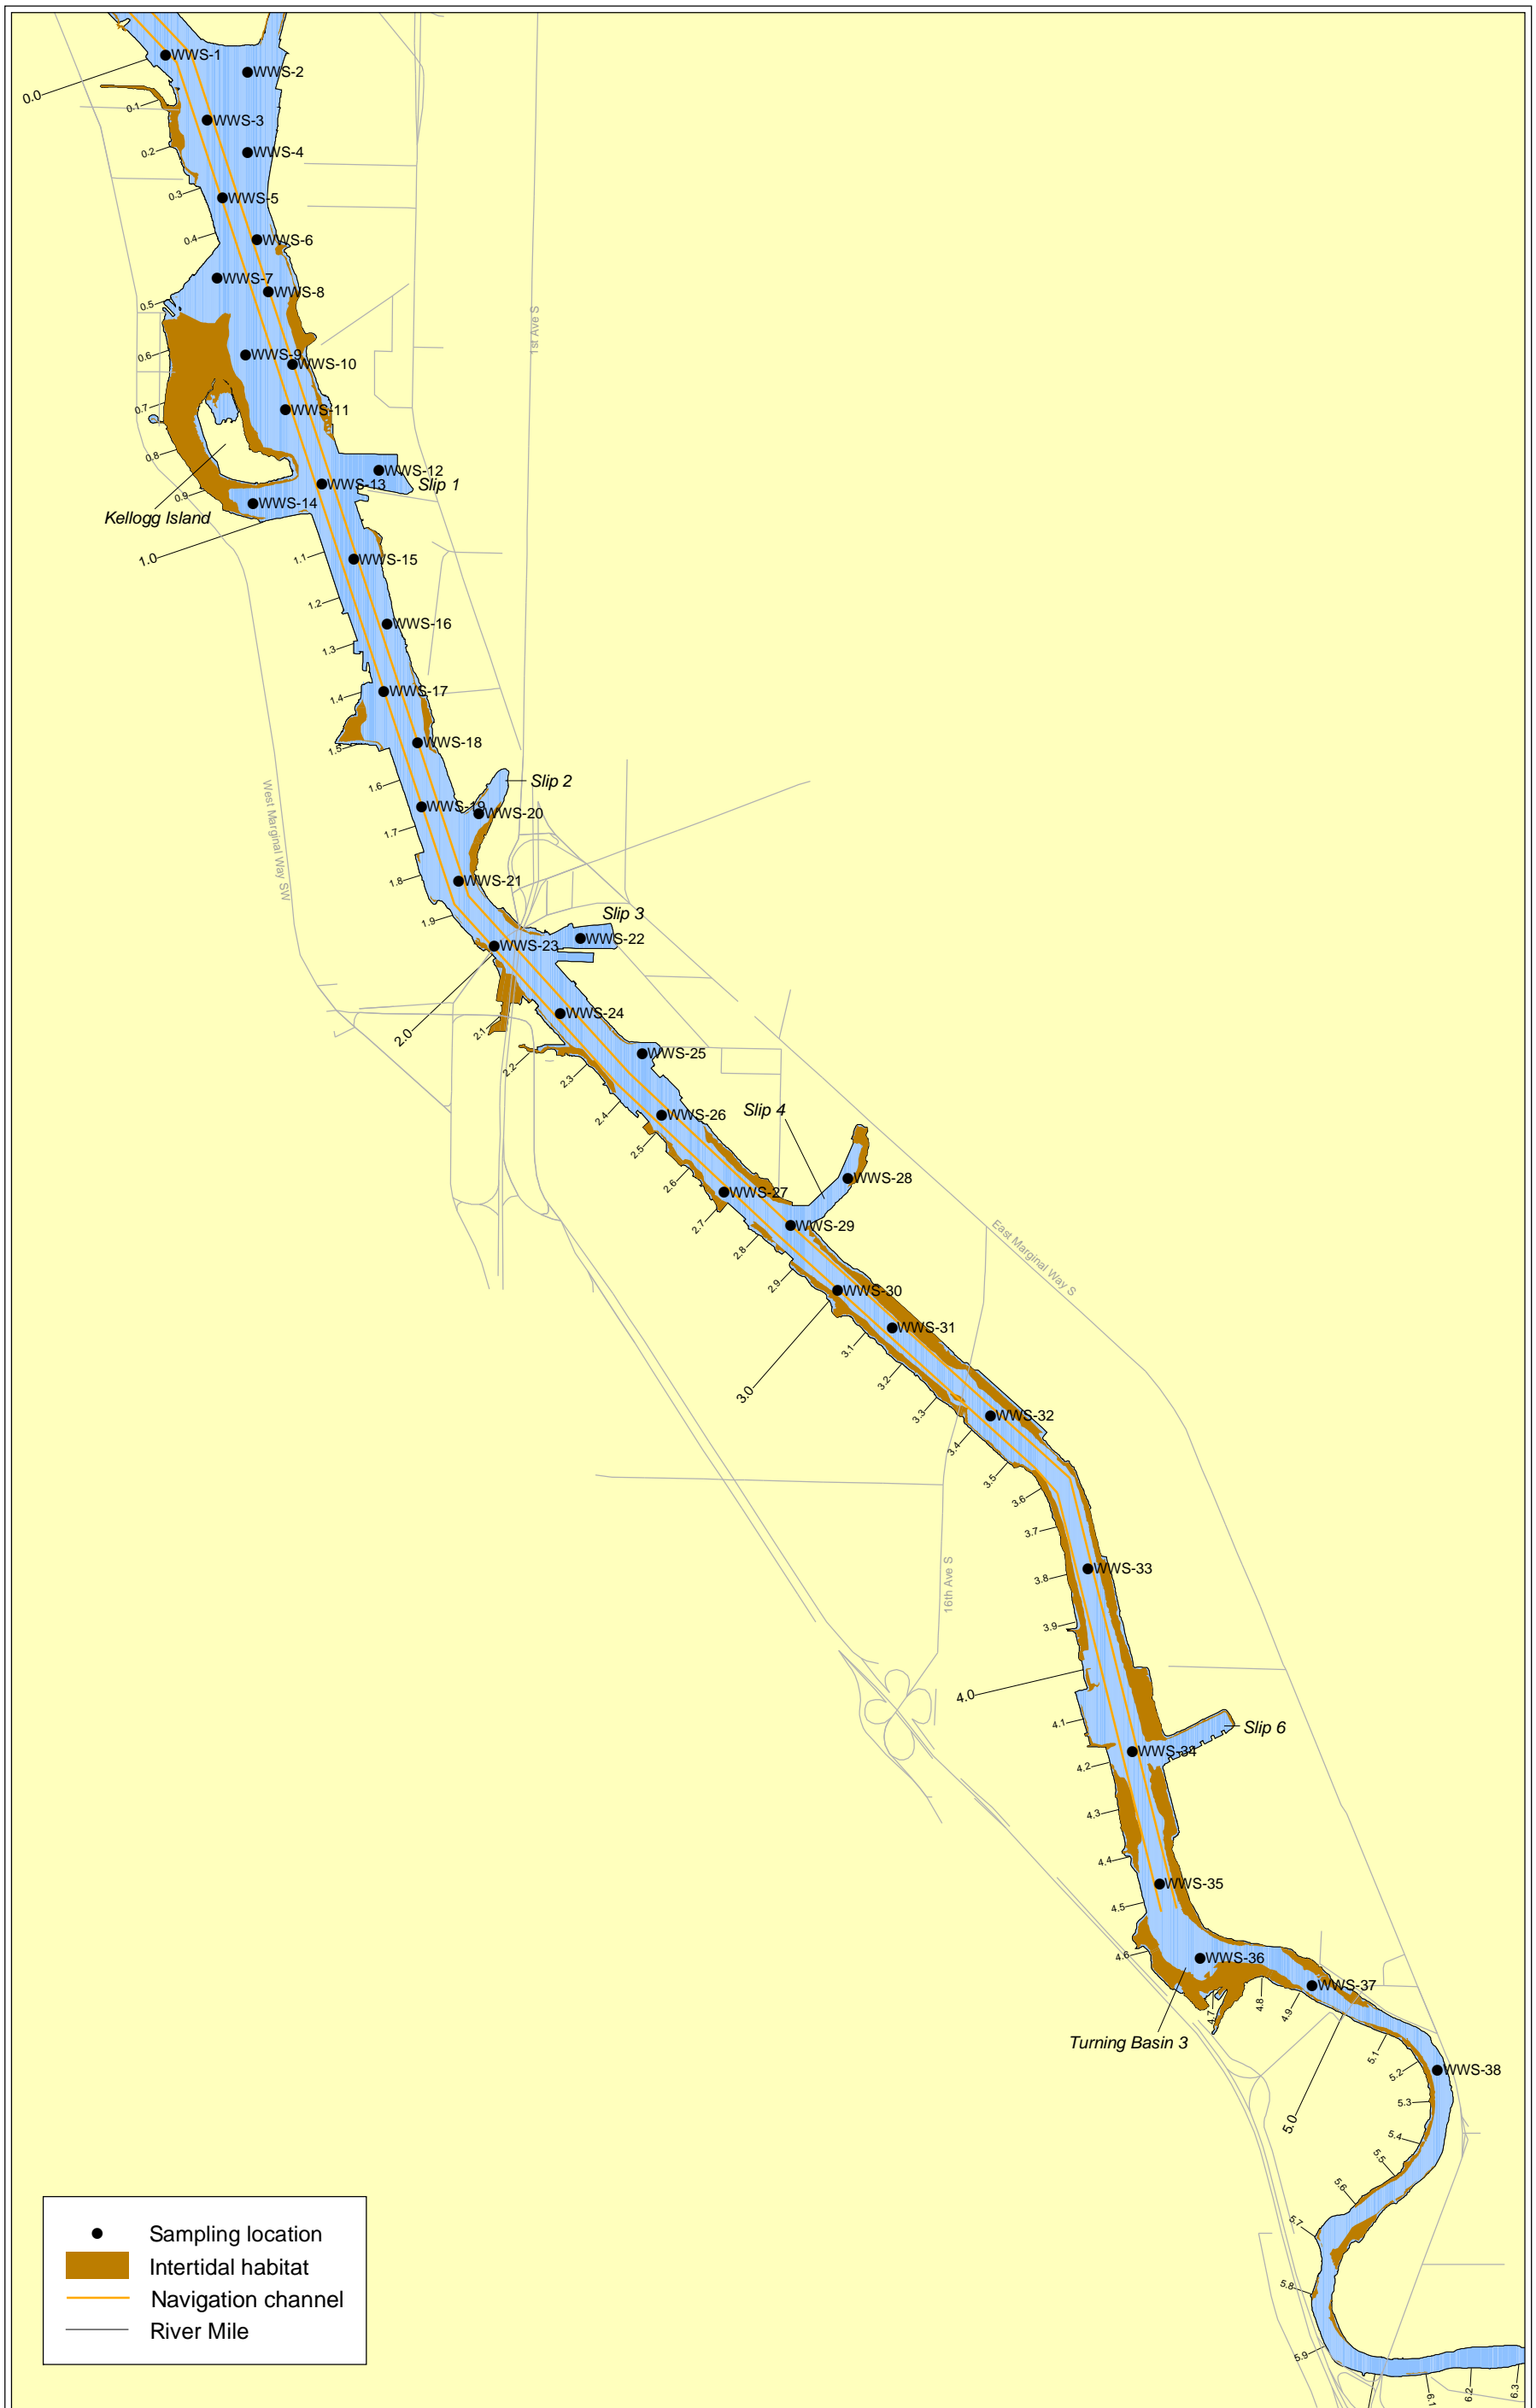 WWS-1
WWS-2
0.0
0.1
WWS-3
0.2
WWS-4
0.3
WWS-5
0.4
WWS-6
WWS-7
WWS-8
0.5
1st Ave S
0.6
WWS-9
WWS-10
0.7
WWS-11
0.8
WWS-12
Slip 1
WWS-13
0.9
WWS-14
Kellogg Island
1.0
1.1
WWS-15
1.2
WWS-16
1.3
1.4
WWS-17
1.5
WWS-18
Slip 2
1.6
WWS-19
WWS-20
1.7
West Marginal Way SW
1.8
WWS-21
1.9
Slip 3
WWS-22
WWS-23
2.0
2.1
WWS-24
2.2
WWS-25
2.3
2.4
WWS-26
Slip 4
2.5
2.6
WWS-27
WWS-28
2.7
WWS-29
2.8
East Marginal Way S
2.9
WWS-30
3.0
WWS-31
3.1
3.2
3.3
WWS-32
3.4
3.5
3.6
3.7
WWS-33
3.8
16th Ave S
3.9
4.0
4.1
Slip 6
WWS-34
4.2
4.3
4.4
WWS-35
4.5
4.6
WWS-36
4.7
4.8
4.9
WWS-37
Turning Basin 3
5.0
5.1
5.2
WWS-38
5.3
5.4
5.5
5.6
5.7
5.8
5.9
6.1
6.2
6.3
Sampling location
Intertidal habitat
Navigation channel
River Mile